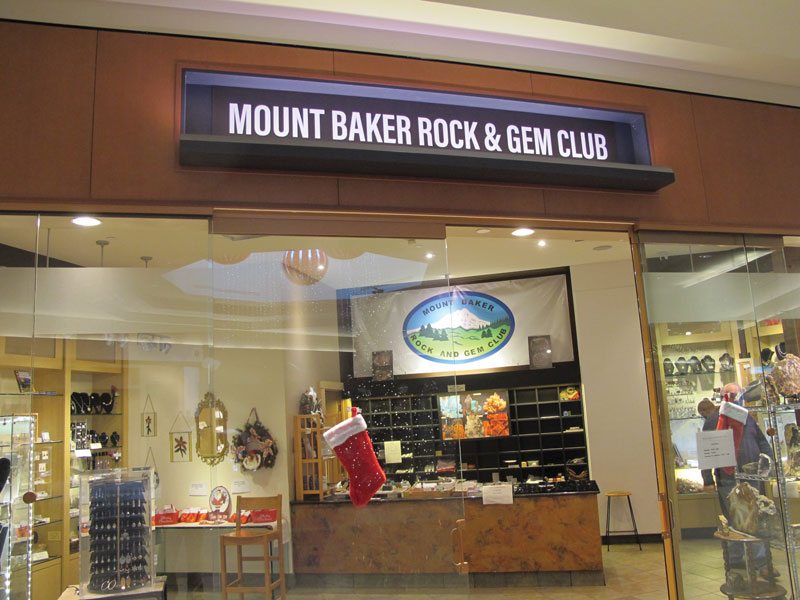 MOUNT BAKER ROCK & GEM CLUB
MOUNT BAKER
ROCK AND GEM CLUB